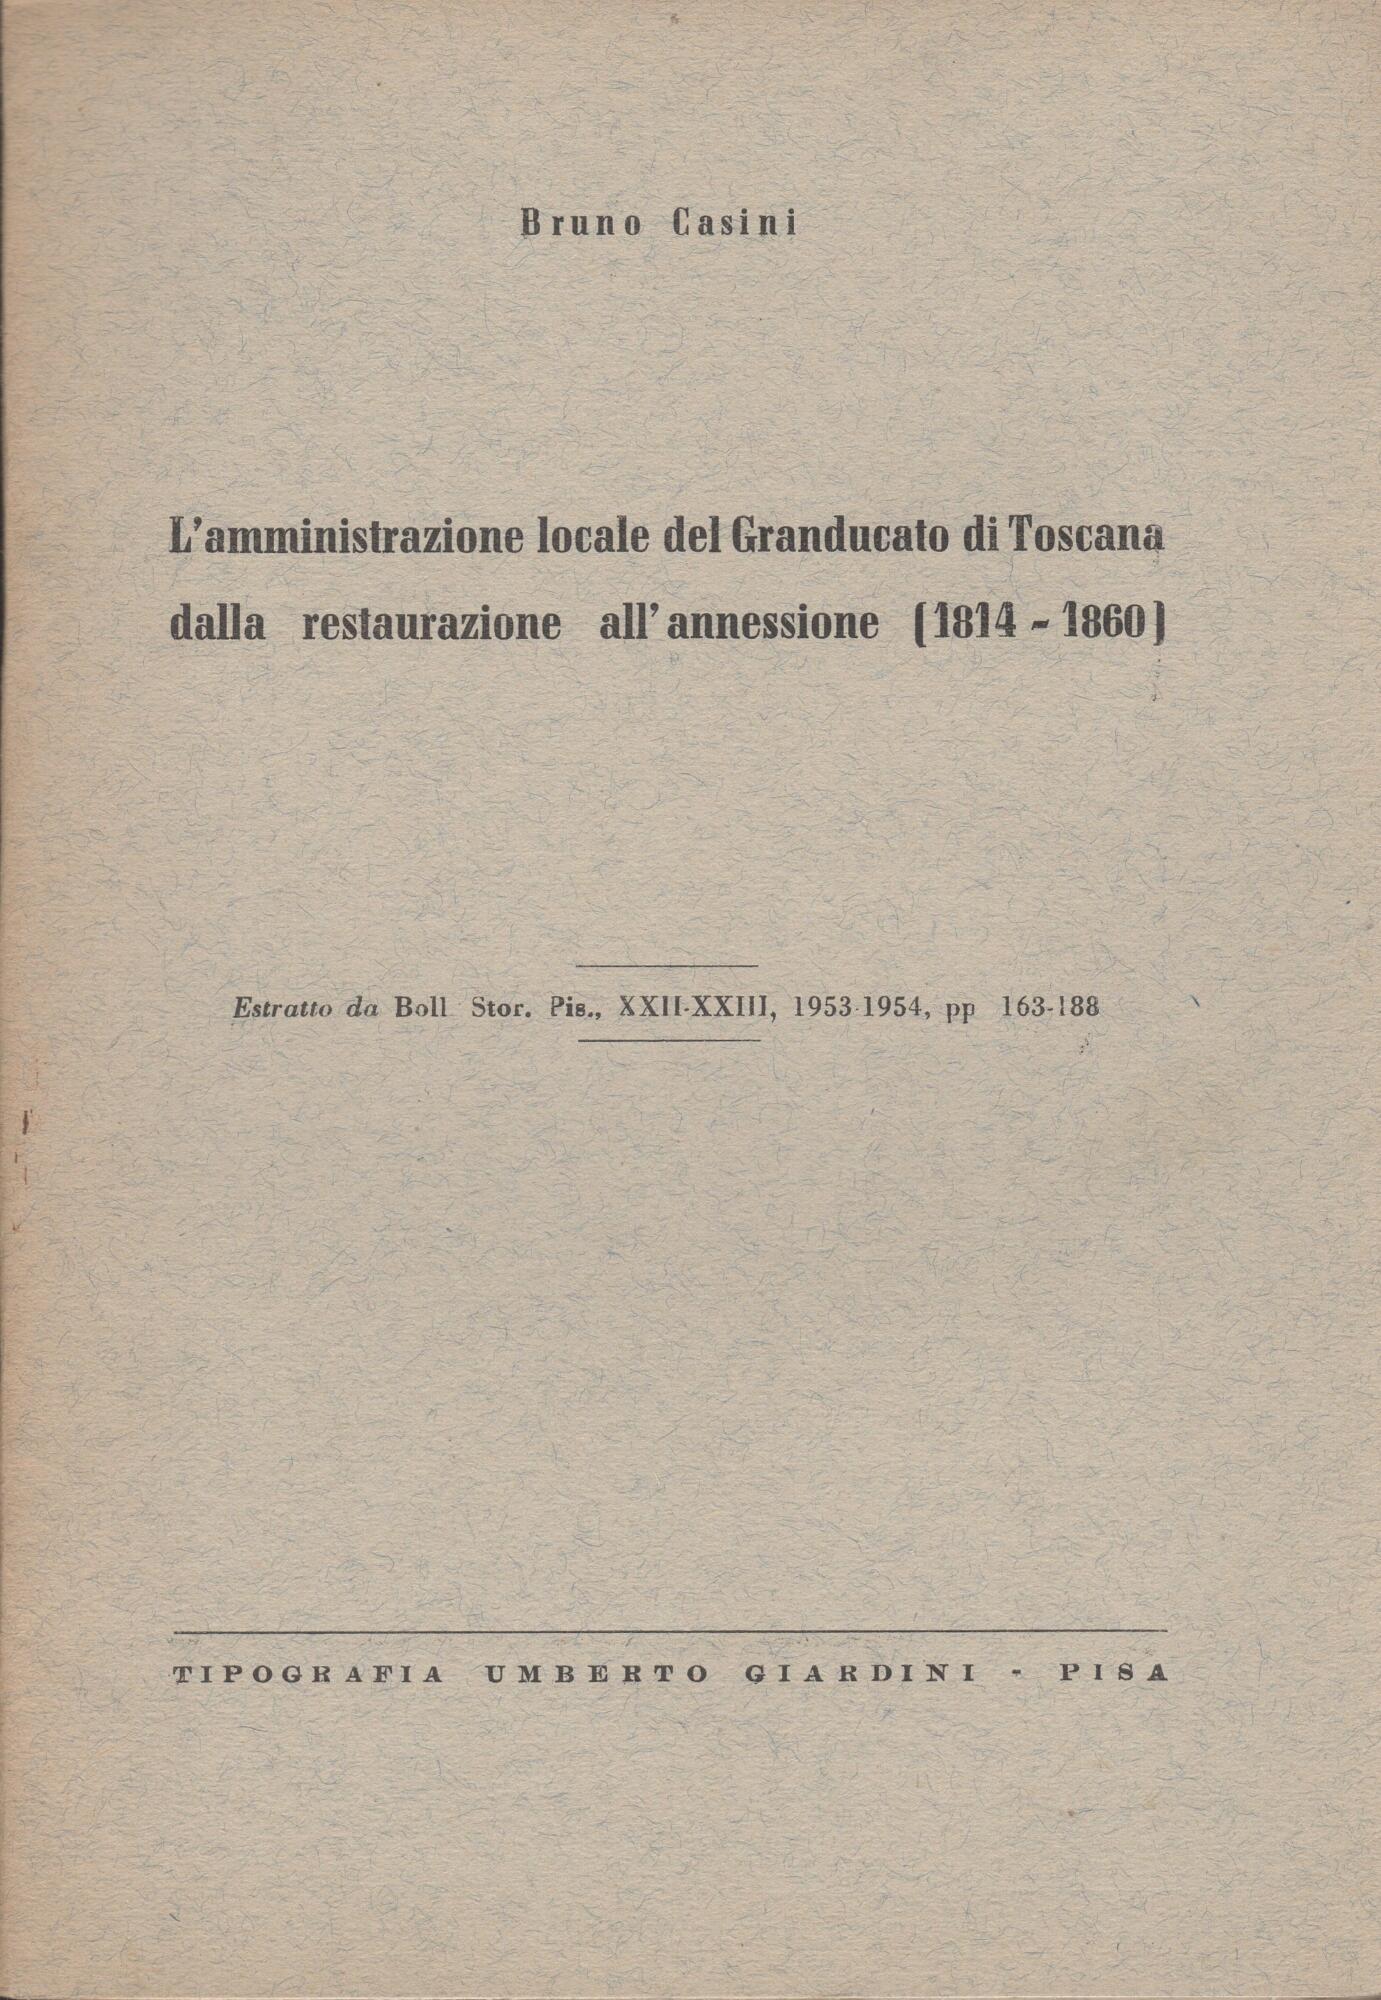 Bruno Casini
L'amministrazione locale del Granducato di Toscana
dalla restaurazione all'annessione (1814 - 1860)
Estratto da Boll Stor. Pis., XXII-XXIII, 1953-1954, pp 163-188
TIPOGRAFIA UMBERTO GIARDINI - PISA